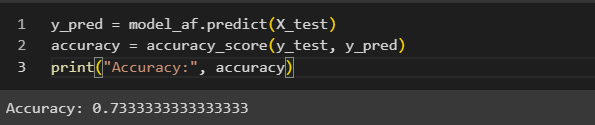 1 y_pred = model_af.predict(X_test)
2 accuracy = accuracy_score(y_test, y_pred)
3 print("Accuracy:", accuracy)
Accuracy: 0.7333333333333333